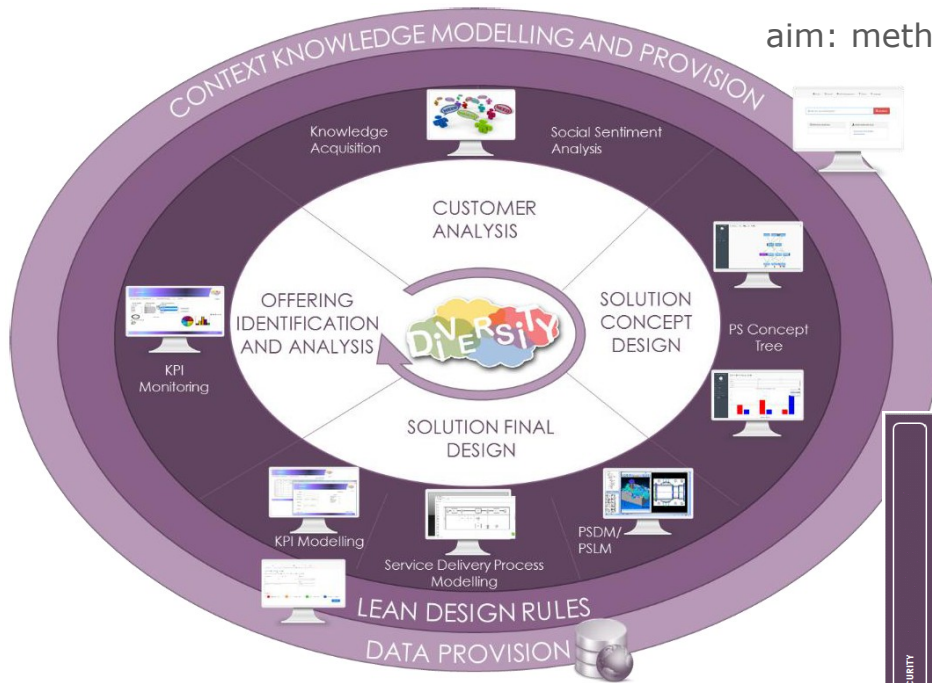 aim: meth
CONTEXT KNOWLEDGE MODELLING AND PROVISION
Knowledge
Acquisition
Social Sentiment
Analysis
CUSTOMER
ANALYSIS
OFFERING
IDENTIFICATION
AND ANALYSIS
DiVERSiTY
SOLUTION
CONCEPT
DESIGN
PS Concept
Tree
KPI
Monitoring
SOLUTION FINAL
DESIGN
KPI Modelling
Service Delivery Process
Modelling
PSDM/
PSLM
LEAN DESIGN RULES
DATA PROVISION
CURITY